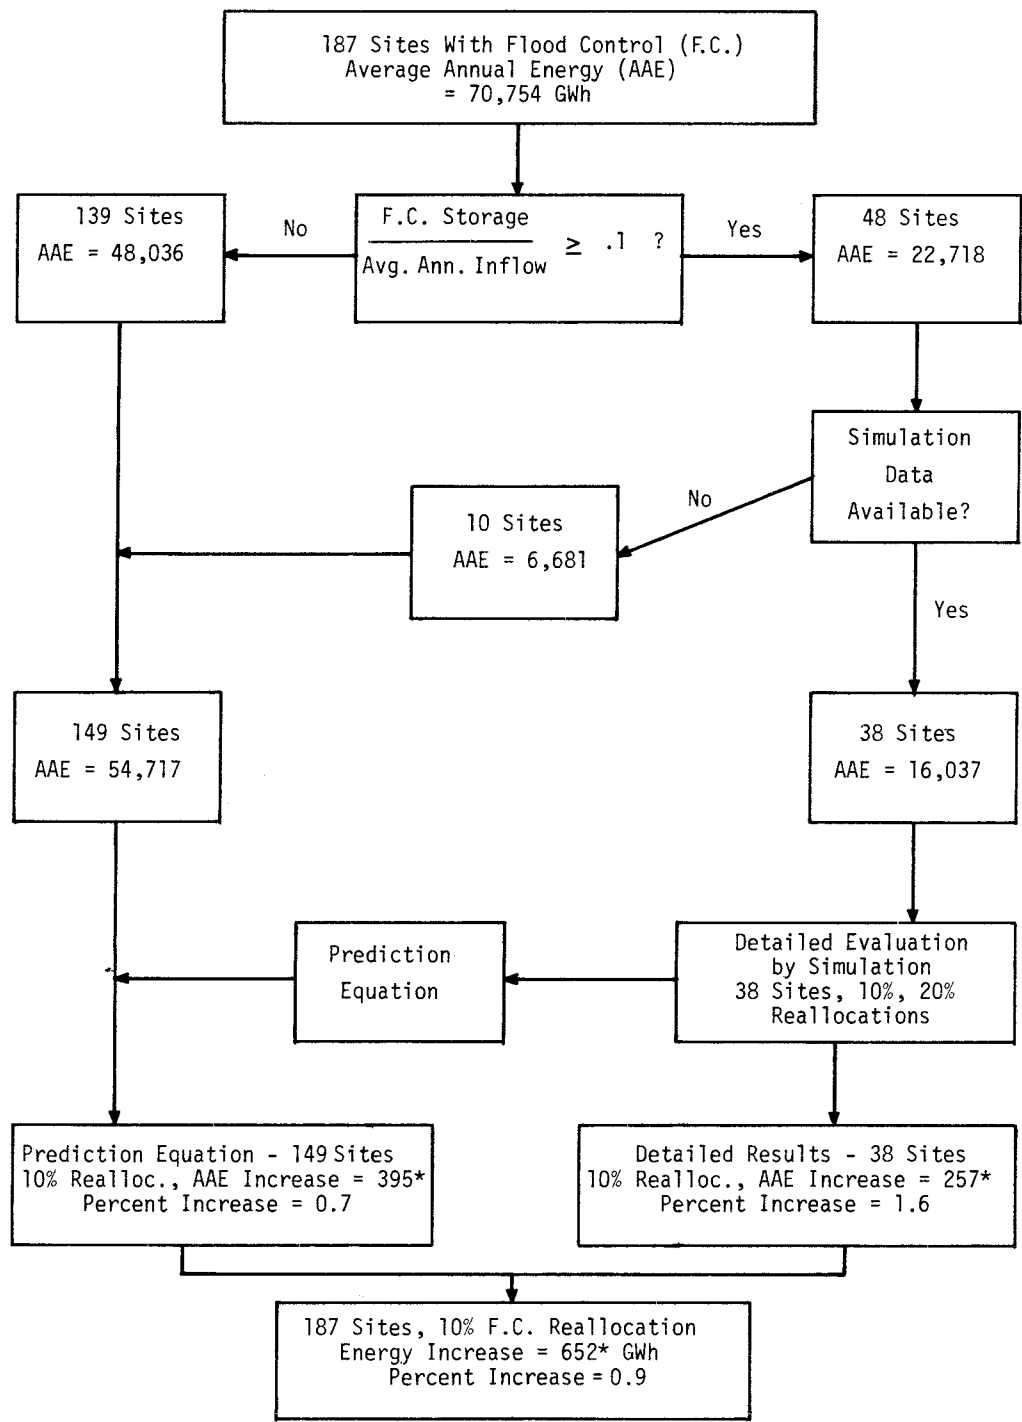 187 Sites With Flood Control (F.C.)
Average Annual Energy (AAE)
= 70,754 GWh
139 Sites
AAE = 48,036
No
F.C. Storage
Avg. Ann. Inflow
≥ .1 ?
Yes
48 Sites
AAE = 22,718
Simulation
Data
Available?
No
10 Sites
AAE = 6,681
Yes
149 Sites
AAE = 54,717
38 Sites
AAE = 16,037
Prediction
Equation
Detailed Evaluation
by Simulation
38 Sites, 10%, 20%
Reallocations
Prediction Equation - 149 Sites
10% Realloc., AAE Increase = 395*
Percent Increase = 0.7
Detailed Results - 38 Sites
10% Realloc., AAE Increase = 257*
Percent Increase = 1.6
187 Sites, 10% F.C. Reallocation
Energy Increase = 652* GWh
Percent Increase = 0.9